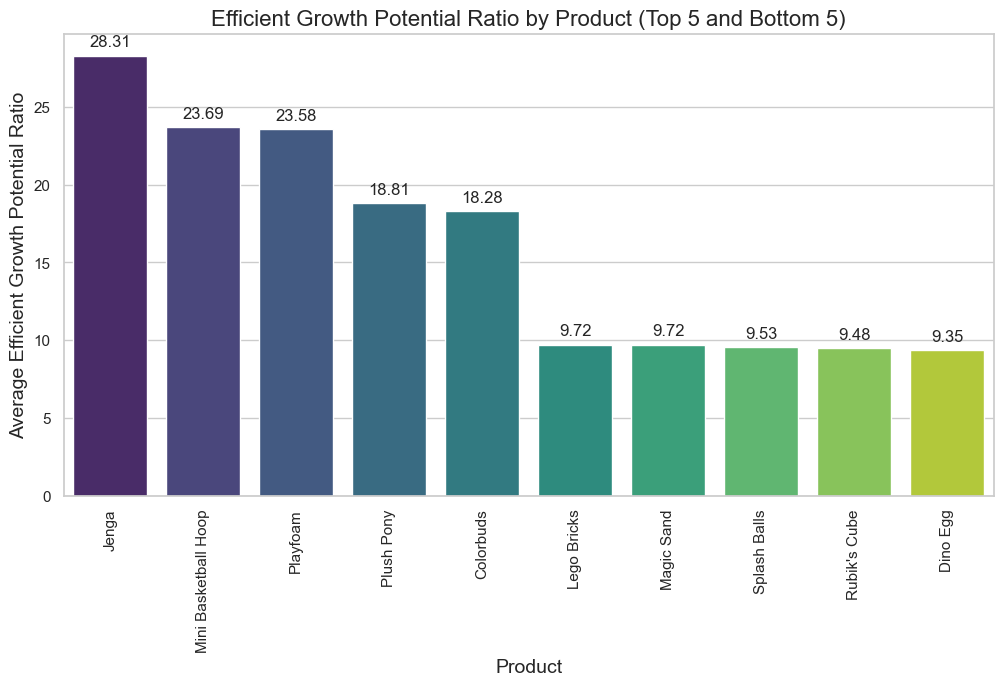 Efficient Growth Potential Ratio by Product (Top 5 and Bottom 5)
Average Efficient Growth Potential Ratio
25
20
15
10
5
0
28.31
23.69
23.58
18.81
18.28
9.72
9.72
9.53
9.48
9.35
Jenga
Mini Basketball Hoop
Playfoam
Plush Pony
Colorbuds
Lego Bricks
Magic Sand
Splash Balls
Rubik's Cube
Dino Egg
Product